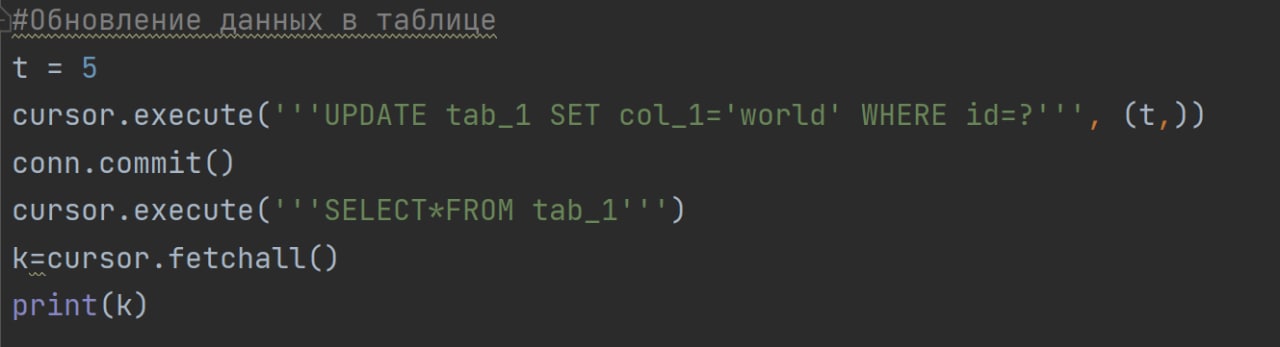 #Обновление данных в таблице
t = 5
cursor.execute('''UPDATE tab_1 SET col_1='world' WHERE id=?''', (t,))
conn.commit()
cursor.execute('''SELECT*FROM tab_1''')
k=cursor.fetchall()
print(k)